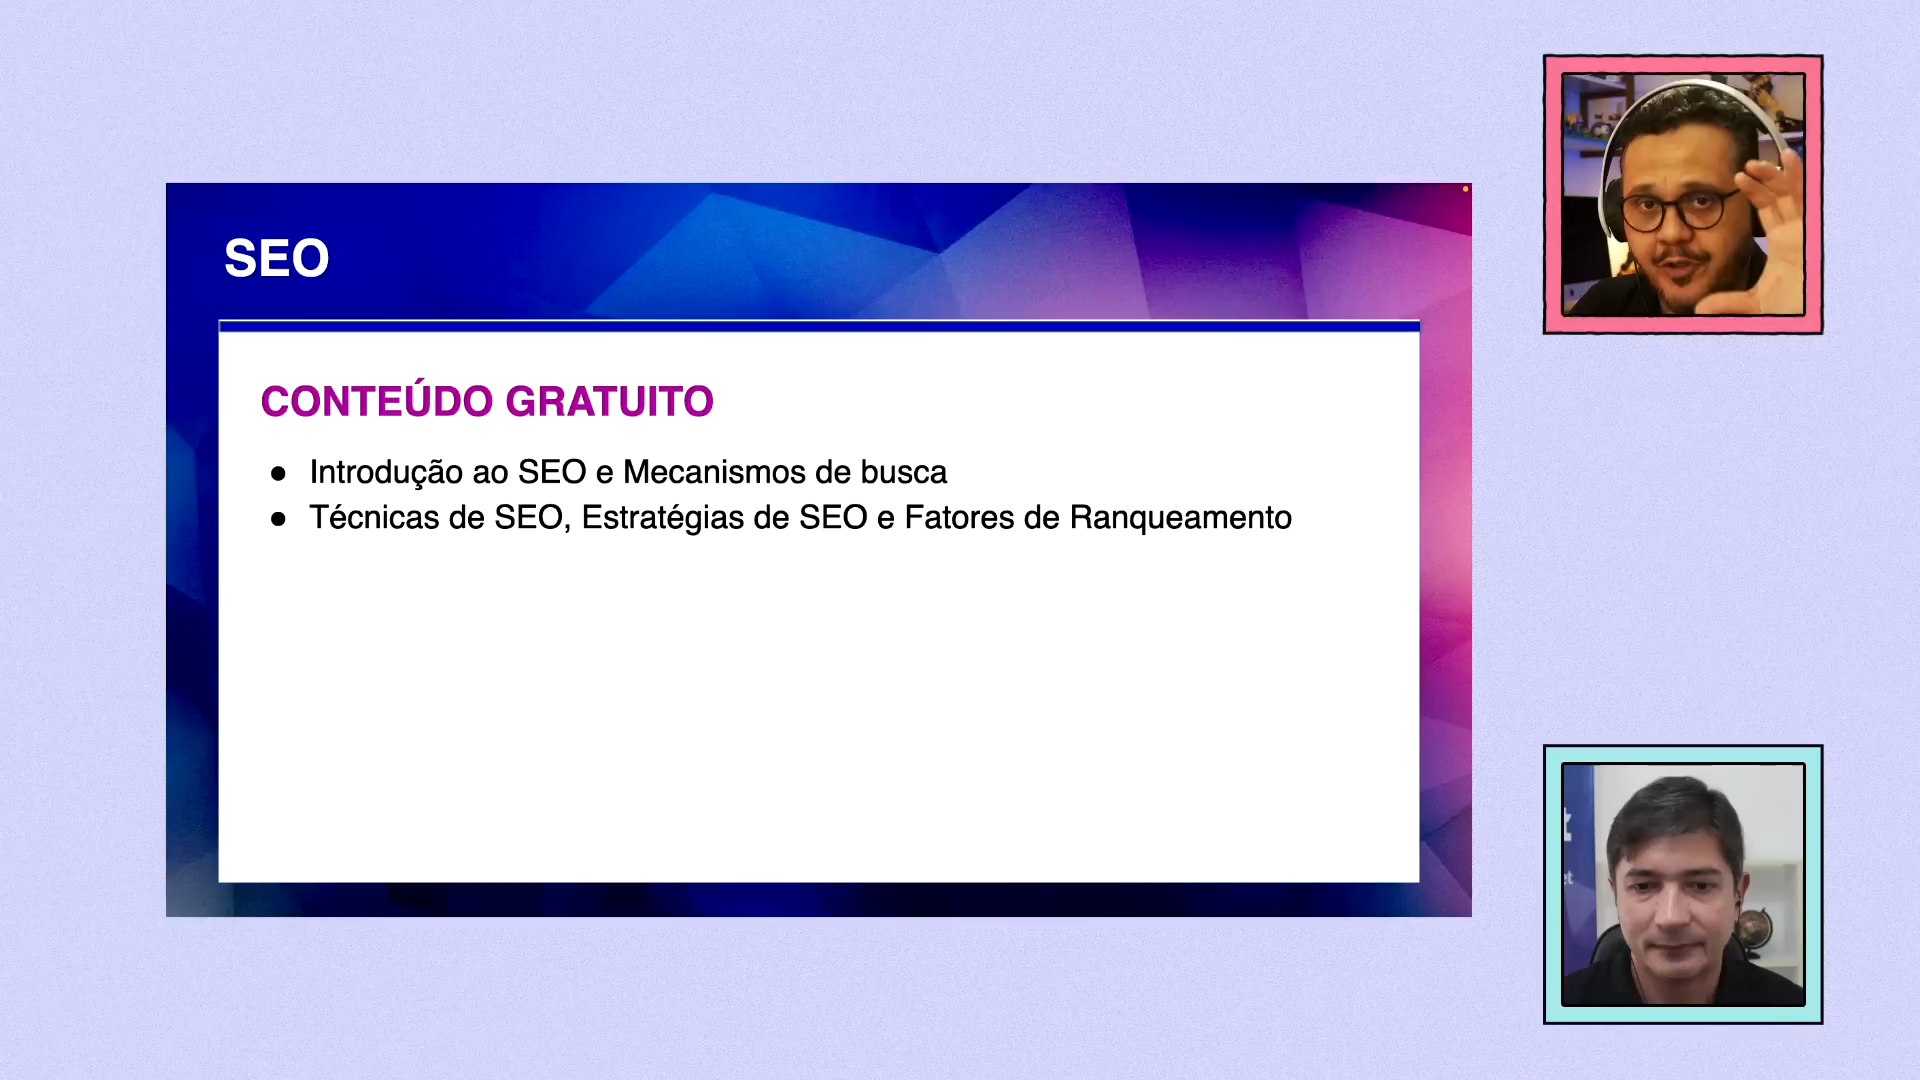 SEO
CONTEÚDO GRATUITO
● Introdução ao SEO e Mecanismos de busca
● Técnicas de SEO, Estratégias de SEO e Fatores de Ranqueamento